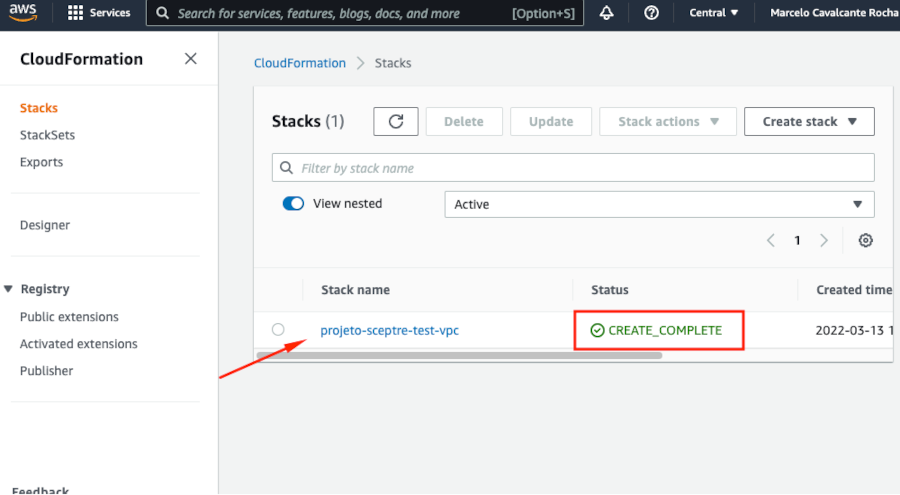 aws Services Search for services, features, blogs, docs, and more [Option+S] Central Marcelo Cavalcante Rocha
CloudFormation
Stacks
StackSets
Exports
Designer
Registry
Public extensions
Activated extensions
Publisher
Feedback
CloudFormation > Stacks
Stacks (1) Delete Update Stack actions Create stack
Filter by stack name
View nested Active
< 1 >
Stack name Status Created time
projeto-sceptre-test-vpc CREATE_COMPLETE 2022-03-13 1